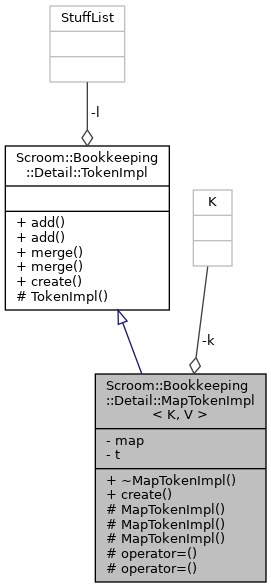 StuffList
-l
Scroom::Bookkeeping
::Detail::TokenImpl
+ add()
+ add()
+ merge()
+ merge()
+ create()
# TokenImpl()
K
-k
Scroom::Bookkeeping
::Detail::MapTokenImpl
< K, V >
- map
- t
+ ~MapTokenImpl()
+ create()
# MapTokenImpl()
# MapTokenImpl()
# MapTokenImpl()
# operator=()
# operator=()